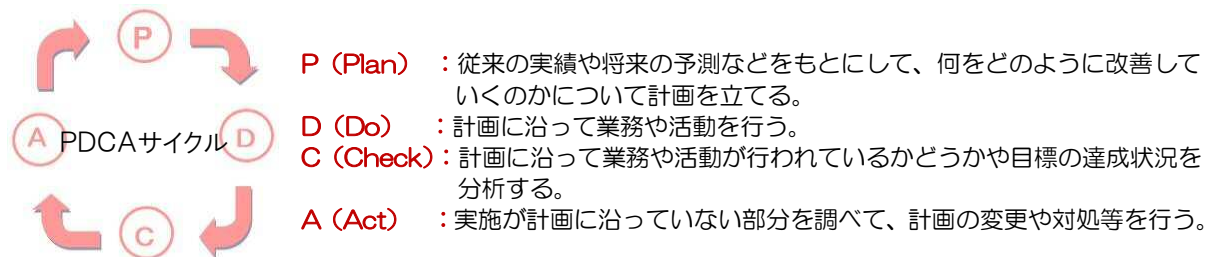 P
A PDCAサイクル D
C
P（Plan）　：従来の実績や将来の予測などをもとにして、何をどのように改善して
いくのかについて計画を立てる。
D（Do）　：計画に沿って業務や活動を行う。
C（Check）：計画に沿って業務や活動が行われているかどうかや目標の達成状況を
分析する。
A（Act）　：実施が計画に沿っていない部分を調べて、計画の変更や対処等を行う。